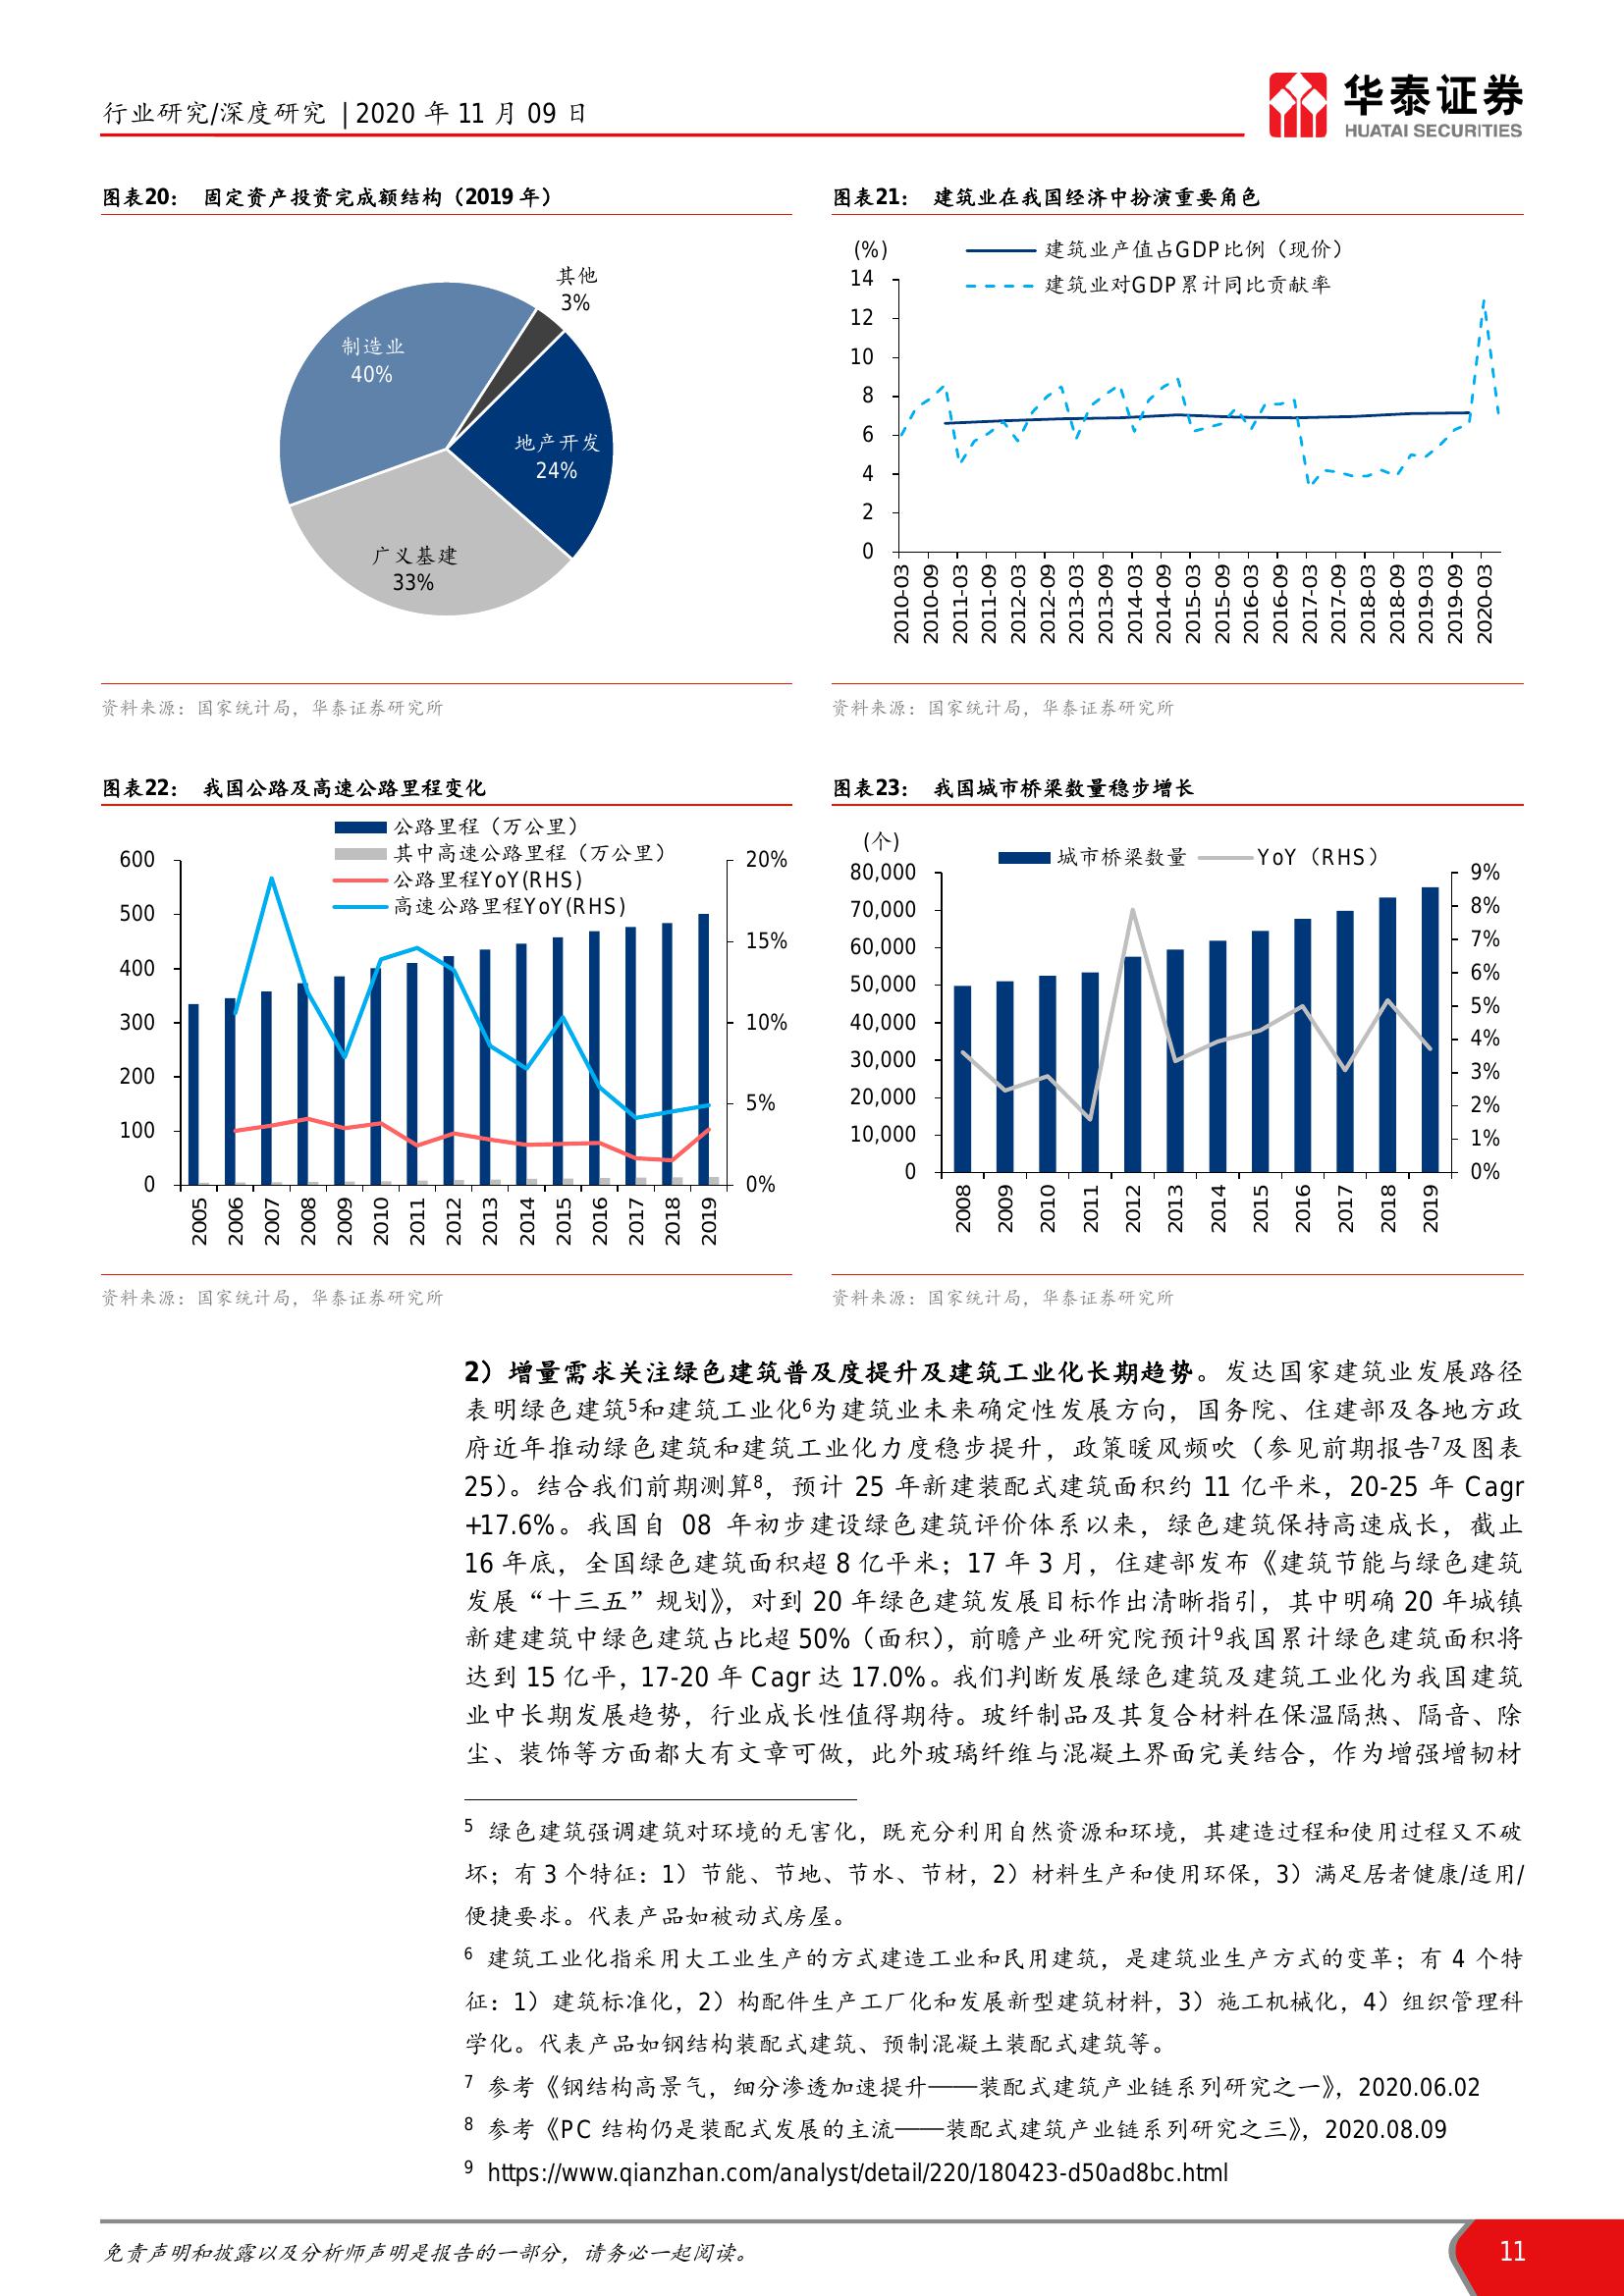 行业研究/深度研究 | 2020 年 11 月 09 日
华泰证券
HUATAI SECURITIES
图表20： 固定资产投资完成额结构（2019 年）
其他
3%
制造业
40%
地产开发
24%
广义基建
33%
资料来源：国家统计局，华泰证券研究所
图表21： 建筑业在我国经济中扮演重要角色
(%)
建筑业产值占GDP比例（现价）
建筑业对GDP累计同比贡献率
14
12
10
8
6
4
2
0
2010-03
2010-09
2011-03
2011-09
2012-03
2012-09
2013-03
2013-09
2014-03
2014-09
2015-03
2015-09
2016-03
2016-09
2017-03
2017-09
2018-03
2018-09
2019-03
2019-09
2020-03
资料来源：国家统计局，华泰证券研究所
图表22： 我国公路及高速公路里程变化
公路里程（万公里）
其中高速公路里程（万公里）
公路里程YoY(RHS)
高速公路里程YoY(RHS)
600
500
400
300
200
100
0
20%
15%
10%
5%
0%
2005
2006
2007
2008
2009
2010
2011
2012
2013
2014
2015
2016
2017
2018
2019
资料来源：国家统计局，华泰证券研究所
图表23： 我国城市桥梁数量稳步增长
(个)
城市桥梁数量
YoY（RHS）
80,000
70,000
60,000
50,000
40,000
30,000
20,000
10,000
0
9%
8%
7%
6%
5%
4%
3%
2%
1%
0%
2008
2009
2010
2011
2012
2013
2014
2015
2016
2017
2018
2019
资料来源：国家统计局，华泰证券研究所
2）增量需求关注绿色建筑普及度提升及建筑工业化长期趋势。发达国家建筑业发展路径
表明绿色建筑5和建筑工业化6为建筑业未来确定性发展方向，国务院、住建部及各地方政
府近年推动绿色建筑和建筑工业化力度稳步提升，政策暖风频吹（参见前期报告7及图表
25）。结合我们前期测算8，预计 25 年新建装配式建筑面积约 11 亿平米，20-25 年 Cagr
+17.6%。我国自 08 年初步建设绿色建筑评价体系以来，绿色建筑保持高速成长，截止
16 年底，全国绿色建筑面积超 8 亿平米；17 年 3 月，住建部发布《建筑节能与绿色建筑
发展“十三五”规划》，对到 20 年绿色建筑发展目标作出清晰指引，其中明确 20 年城镇
新建建筑中绿色建筑占比超 50%（面积），前瞻产业研究院预计9我国累计绿色建筑面积将
达到 15 亿平，17-20 年 Cagr 达 17.0%。我们判断发展绿色建筑及建筑工业化为我国建筑
业中长期发展趋势，行业成长性值得期待。玻纤制品及其复合材料在保温隔热、隔音、除
尘、装饰等方面都大有文章可做，此外玻璃纤维与混凝土界面完美结合，作为增强增韧材
5 绿色建筑强调建筑对环境的无害化，既充分利用自然资源和环境，其建造过程和使用过程又不破
坏；有 3 个特征：1）节能、节地、节水、节材，2）材料生产和使用环保，3）满足居者健康/适用/
便捷要求。代表产品如被动式房屋。
6 建筑工业化指采用大工业生产的方式建造工业和民用建筑，是建筑业生产方式的变革；有 4 个特
征：1）建筑标准化，2）构配件生产工厂化和发展新型建筑材料，3）施工机械化，4）组织管理科
学化。代表产品如钢结构装配式建筑、预制混凝土装配式建筑等。
7 参考《钢结构高景气，细分渗透加速提升——装配式建筑产业链系列研究之一》，2020.06.02
8 参考《PC 结构仍是装配式发展的主流——装配式建筑产业链系列研究之三》，2020.08.09
9 https://www.qianzhan.com/analyst/detail/220/180423-d50ad8bc.html
免责声明和披露以及分析师声明是报告的一部分，请务必一起阅读。
11